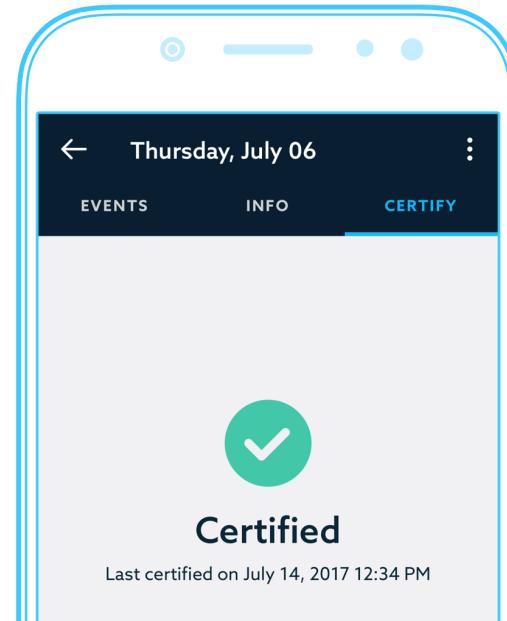 Thursday, July 06
EVENTS INFO CERTIFY
Certified
Last certified on July 14, 2017 12:34 PM